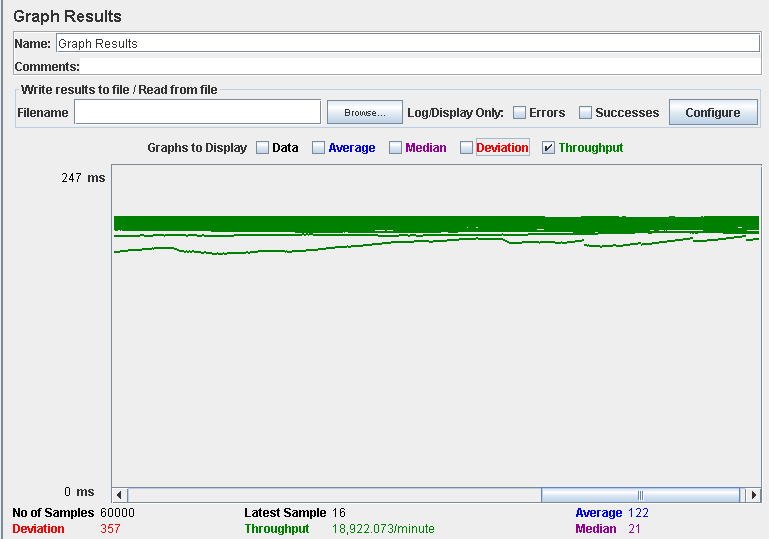 Graph Results
Name: Graph Results
Comments:
Write results to file / Read from file
Filename Browse... Log/Display Only: Errors Successes Configure
Graphs to Display Data Average Median Deviation Throughput
247 ms
0 ms
No of Samples 60000 Latest Sample 16 Average 122
Deviation 357 Throughput 18,922.073/minute Median 21